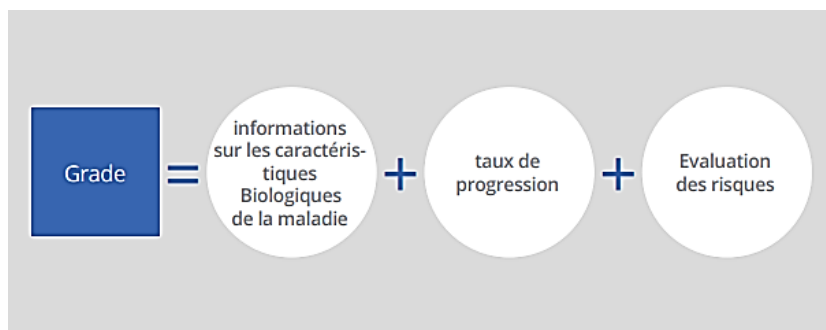 Grade
=
informations
sur les caractéris-
tiques
Biologiques
de la maladie
+
taux de
progression
+
Evaluation
des risques